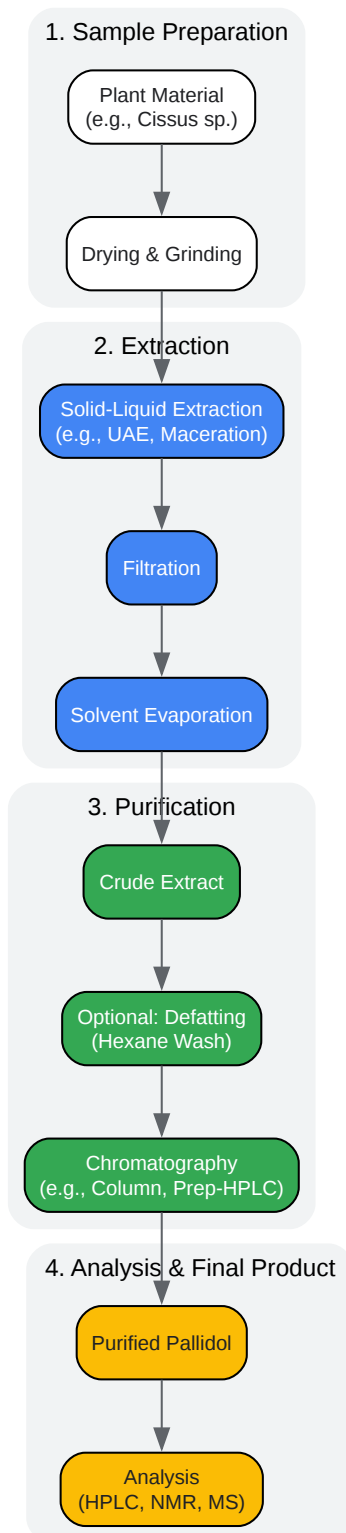 1. Sample Preparation
Plant Material
(e.g., Cissus sp.)
Drying & Grinding
2. Extraction
Solid-Liquid Extraction
(e.g., UAE, Maceration)
Filtration
Solvent Evaporation
3. Purification
Crude Extract
Optional: Defatting
(Hexane Wash)
Chromatography
(e.g., Column, Prep-HPLC)
4. Analysis & Final Product
Purified Pallidol
Analysis
(HPLC, NMR, MS)